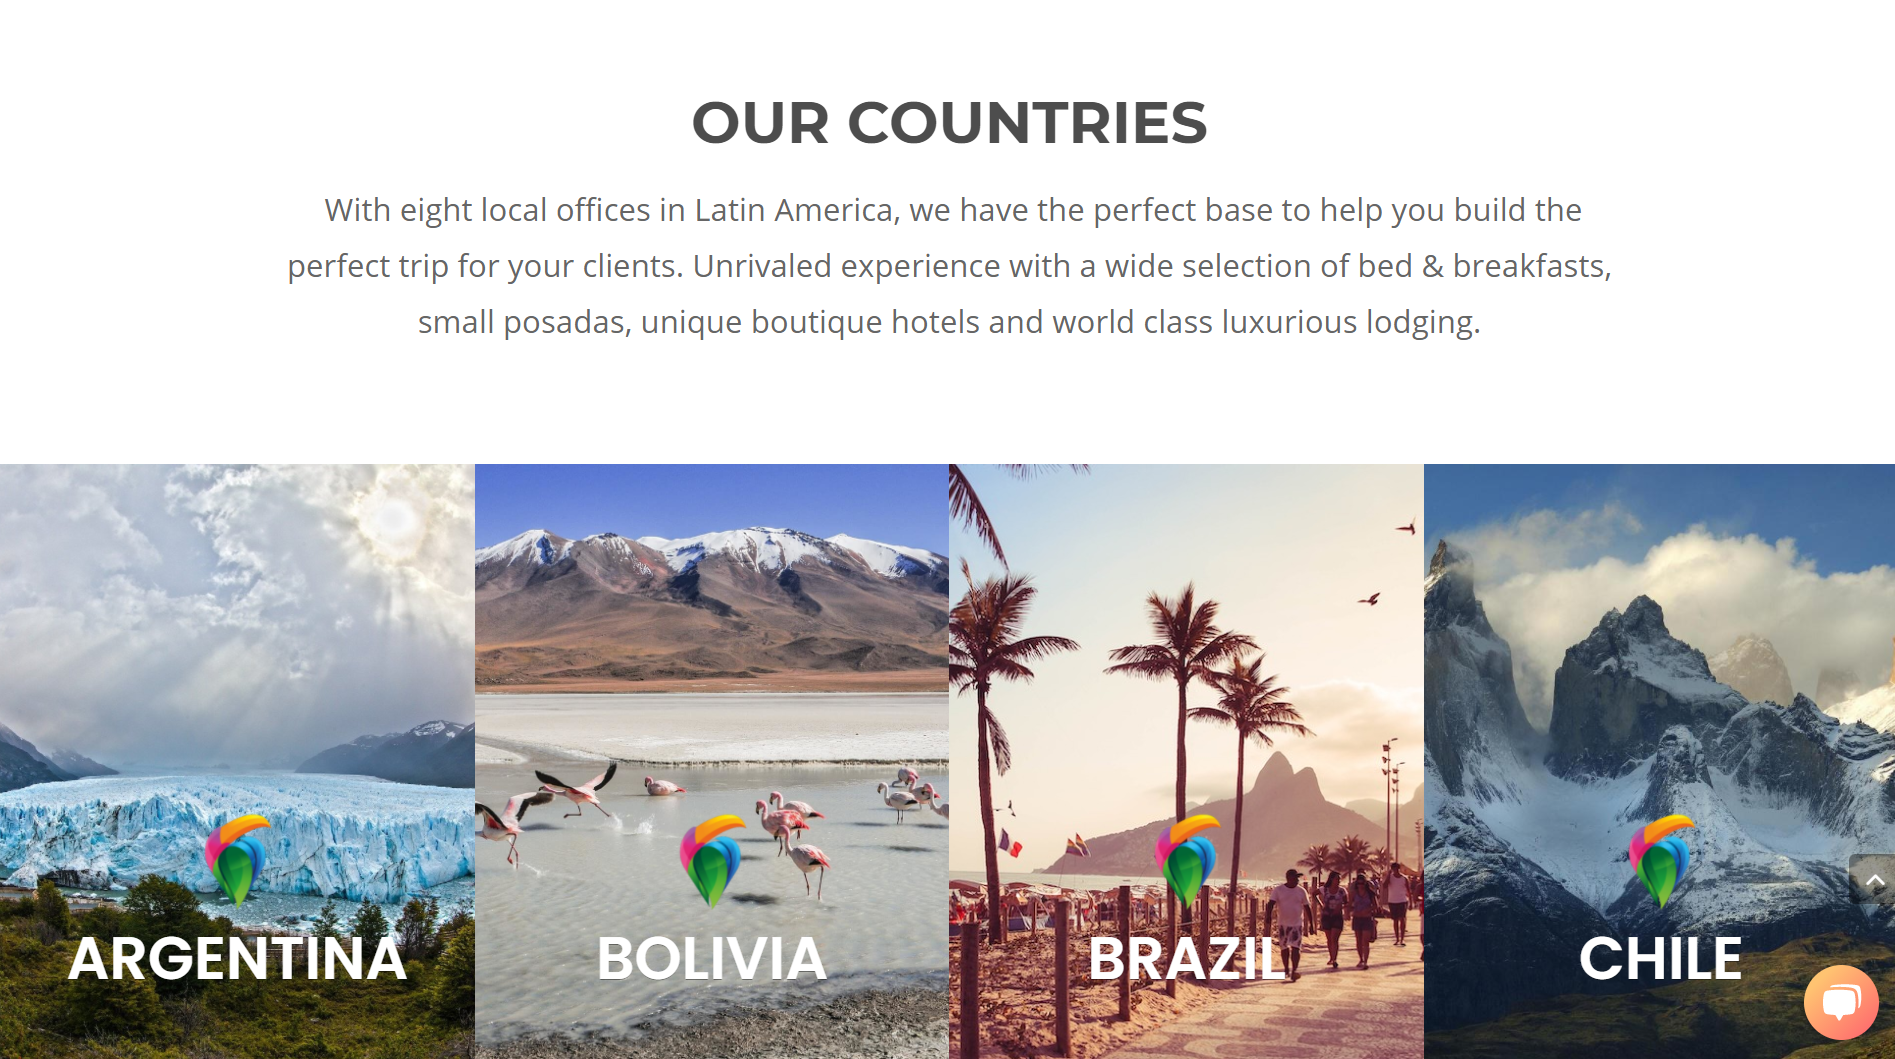 OUR COUNTRIES
With eight local offices in Latin America, we have the perfect base to help you build the
perfect trip for your clients. Unrivaled experience with a wide selection of bed & breakfasts,
small posadas, unique boutique hotels and world class luxurious lodging.
ARGENTINA
BOLIVIA
BRAZIL
CHILE